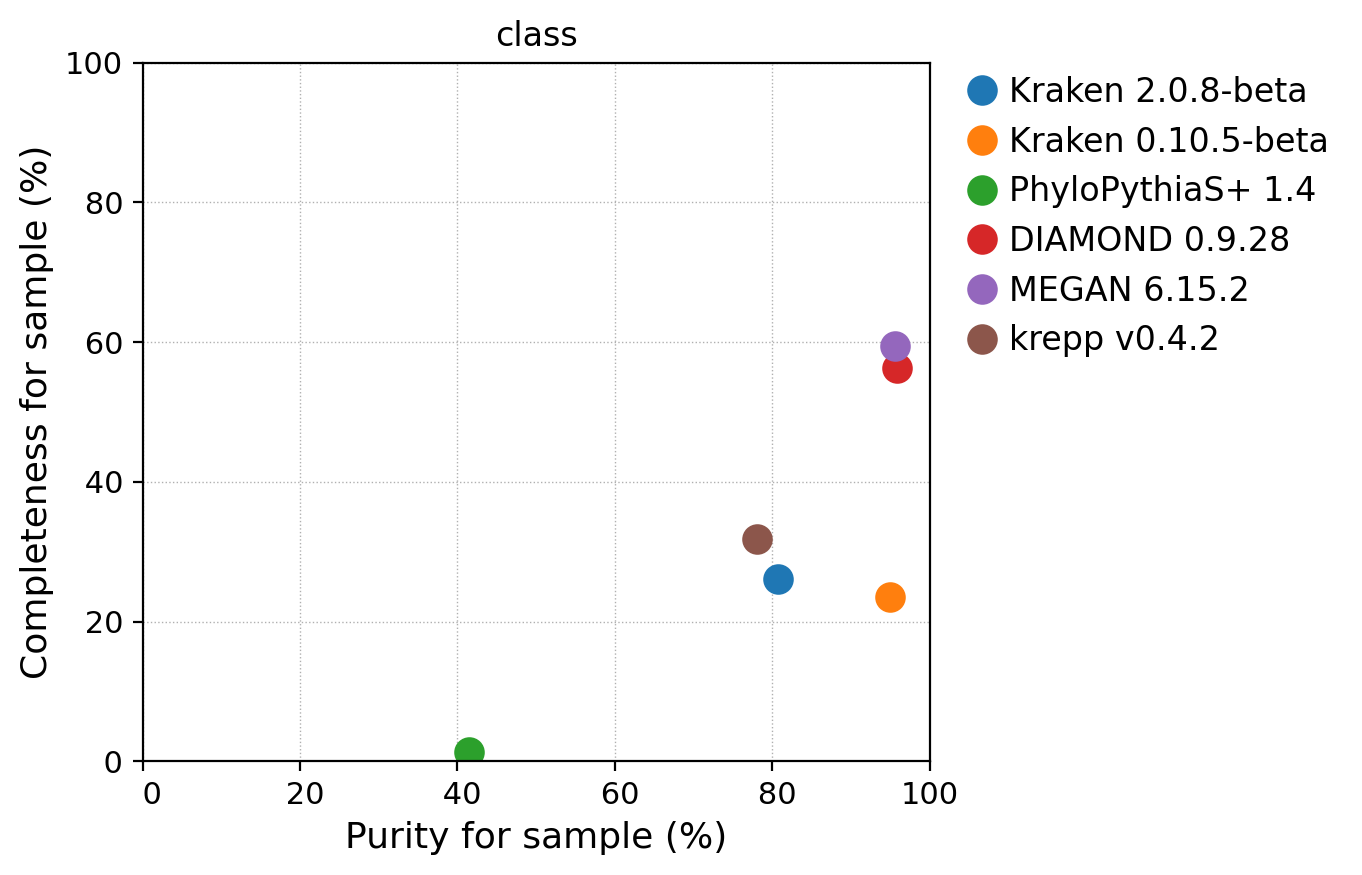 class
100
80
60
40
20
0
Completeness for sample (%)
0 20 40 60 80 100
Purity for sample (%)
Kraken 2.0.8-beta
Kraken 0.10.5-beta
PhyloPythiaS+ 1.4
DIAMOND 0.9.28
MEGAN 6.15.2
krepp v0.4.2